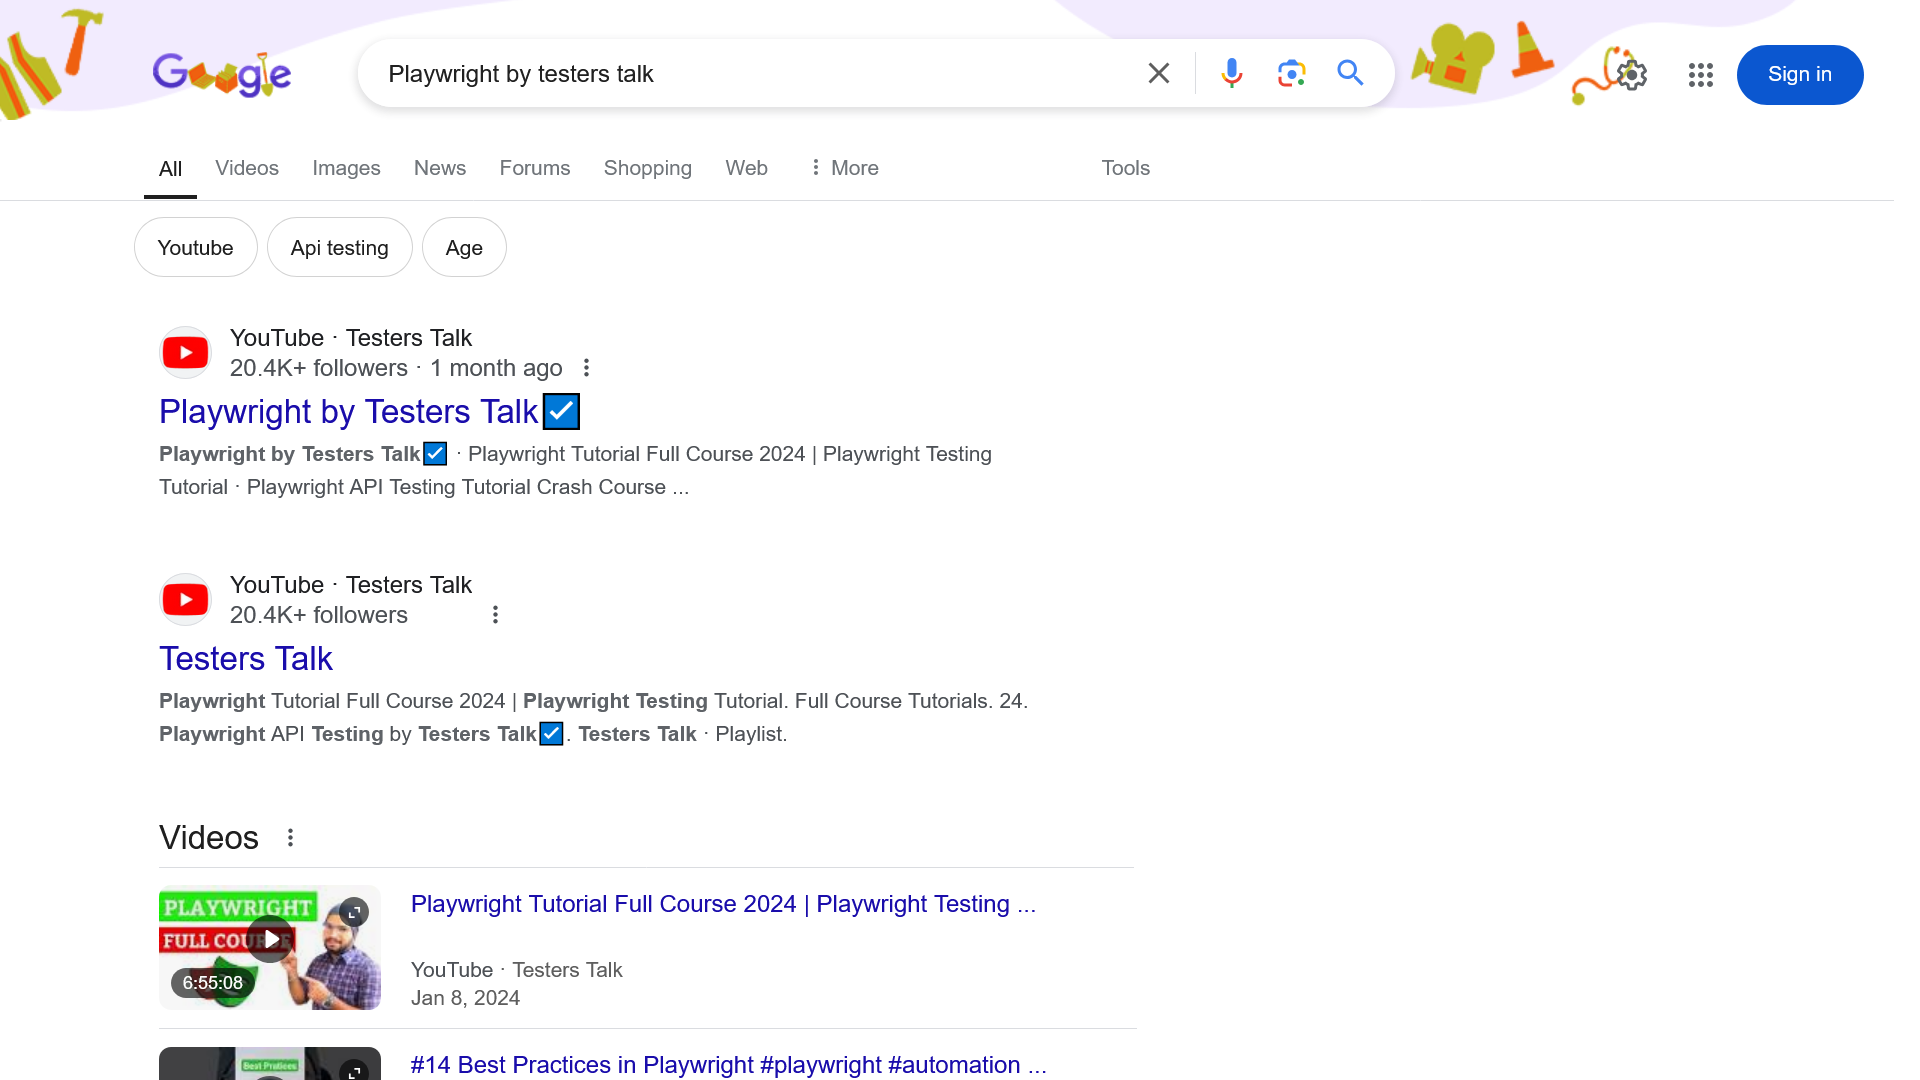 Google
Playwright by testers talk
Sign in
All
Videos
Images
News
Forums
Shopping
Web
More
Tools
Youtube
Api testing
Age
YouTube · Testers Talk
20.4K+ followers · 1 month ago
Playwright by Testers Talk☑️
Playwright by Testers Talk☑️ · Playwright Tutorial Full Course 2024 | Playwright Testing
Tutorial · Playwright API Testing Tutorial Crash Course ...
YouTube · Testers Talk
20.4K+ followers
Testers Talk
Playwright Tutorial Full Course 2024 | Playwright Testing Tutorial. Full Course Tutorials. 24.
Playwright API Testing by Testers Talk☑️. Testers Talk · Playlist.
Videos
PLAYWRIGHT
FULL COURSE
6:55:08
Playwright Tutorial Full Course 2024 | Playwright Testing ...
YouTube · Testers Talk
Jan 8, 2024
Best Pratices
#14 Best Practices in Playwright #playwright #automation ...